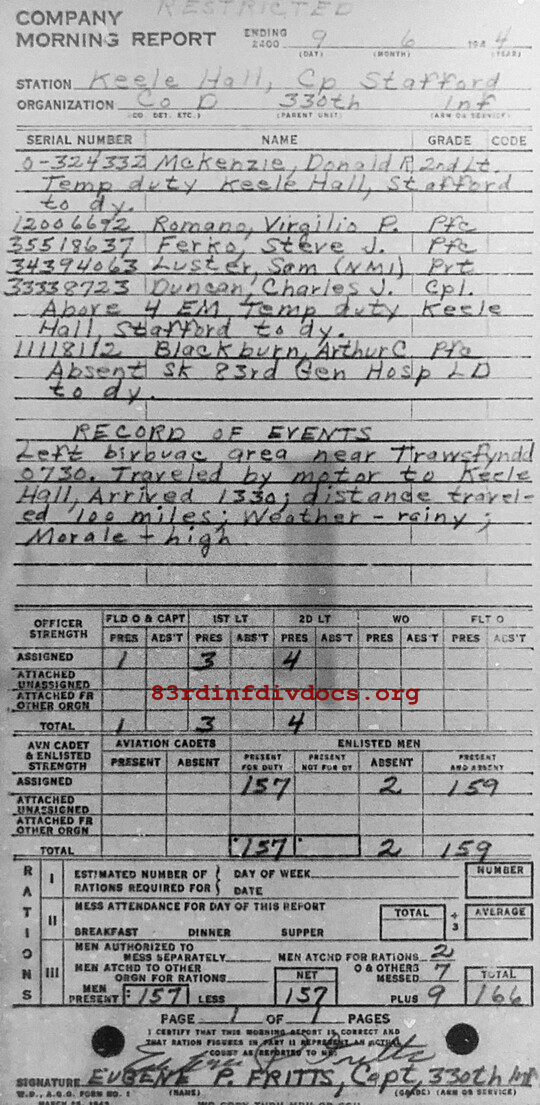 RESTRICTED
COMPANY
MORNING REPORT ENDING 2400 9 6 1944
(DAY) (MONTH) (YEAR)
STATION Keele Hall, Cp Stafford
ORGANIZATION Co D 330th Inf
(CO. DET. ETC.) (PARENT UNIT) (ARM OR SERVICE)
SERIAL NUMBER NAME GRADE CODE
O-324332 McKenzie, Donald R 2nd Lt.
Temp duty Keele Hall, Stafford
to dy.
12006692 Romano, Virgilio P. Pfc
35518637 Ferko, Steve J. Pfc
34394063 Luster, Sam (NMI) Prt
33338723 Duncan, Charles J. Cpl.
Above 4 EM, Temp duty Keele
Hall, Stafford to dy.
11118112 Blackburn, Arthur C Pfc
Absent Sk 83rd Gen Hosp LD
to dy.
RECORD OF EVENTS
Left birbvac area near Trawsfyndd
0730. Traveled by motor to Keele
Hall, Arrived 1330; distande travel-
ed 100 miles; Weather - rainy;
Morale - high
OFFICER STRENGTH FLD O & CAPT 1ST LT 2D LT WO FLT O
PRES ABS'T PRES ABS'T PRES ABS'T PRES ABS'T PRES ABS'T
ASSIGNED 1 3 4
ATTACHED UNASSIGNED
83rdinfdivdocs.org
ATTACHED FR OTHER ORGN
TOTAL 1 3 4
AVN CADET & ENLISTED STRENGTH AVIATION CADETS ENLISTED MEN
PRESENT ABSENT PRESENT FOR DUTY PRESENT NOT FOR DY ABSENT PRESENT AND ABSENT
ASSIGNED 157 2 159
ATTACHED UNASSIGNED
ATTACHED FR OTHER ORGN
TOTAL 157 2 159
RATIONS
I ESTIMATED NUMBER OF RATIONS REQUIRED FOR { DAY OF WEEK DATE NUMBER
II MESS ATTENDANCE FOR DAY OF THIS REPORT
BREAKFAST DINNER SUPPER TOTAL ÷ 3 AVERAGE
III MEN AUTHORIZED TO MESS SEPARATELY MEN ATCHD FOR RATIONS 2
MEN ATCHD TO OTHER ORGN FOR RATIONS NET O & OTHERS MESSED 7 TOTAL
MEN PRESENT 157 LESS 157 PLUS 9 166
PAGE 1 OF 1 PAGES
I CERTIFY THAT THIS MORNING REPORT IS CORRECT AND
THAT RATION FIGURES IN PART II REPRESENT AN ACTUAL
COUNT AS REPORTED TO ME
SIGNATURE EUGENE P. FRITTS, Capt, 330th Inf
W.D., A.G.O. FORM NO. 1 (NAME) (GRADE) (ARM OR SERVICE)